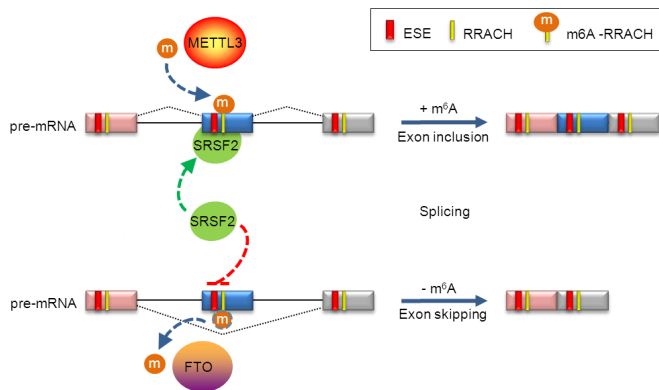 m
METTL3
ESE
RRACH
m
m6A -RRACH
m
pre-mRNA
SRSF2
+ m⁶A
Exon inclusion
SRSF2
Splicing
pre-mRNA
- m⁶A
Exon skipping
m
m
FTO